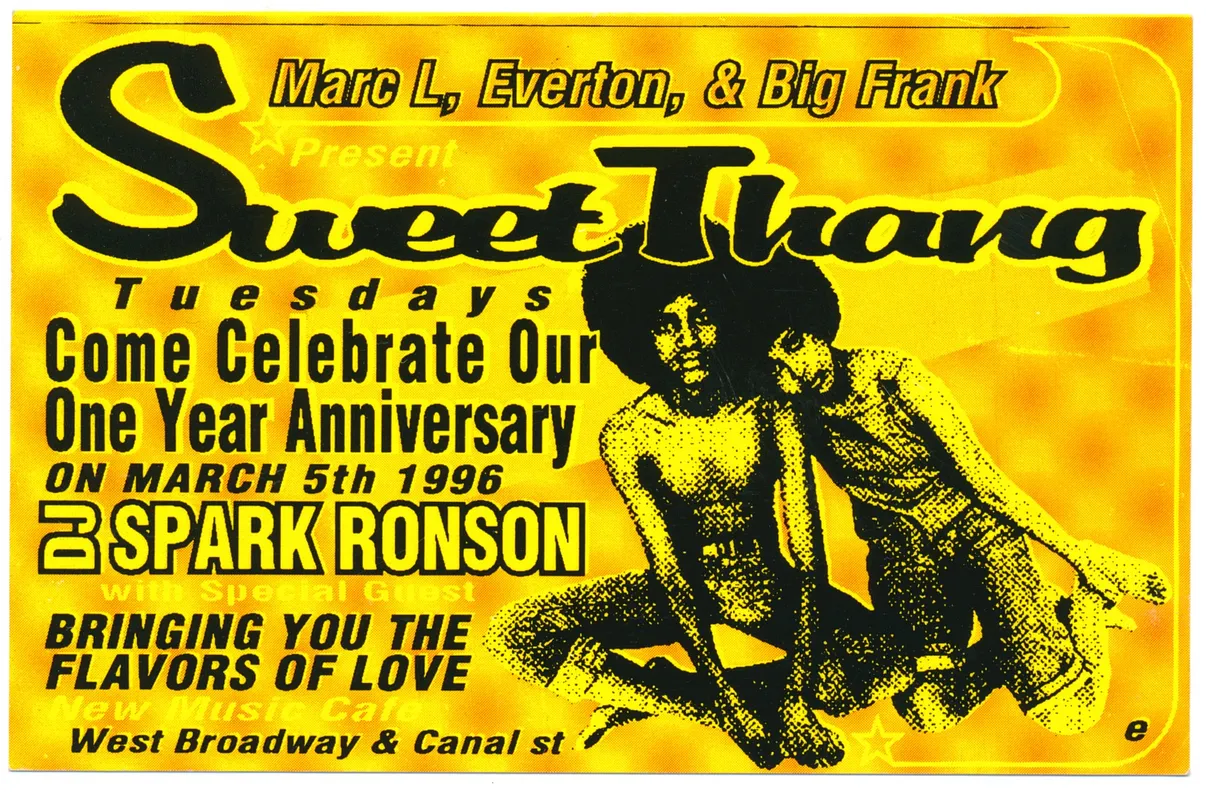 Marc L, Everton, & Big Frank
Present
Sweet Thang
Tuesdays
Come Celebrate Our
One Year Anniversary
ON MARCH 5th 1996
DJ SPARK RONSON
with Special Guest
BRINGING YOU THE
FLAVORS OF LOVE
New Music Cafe
West Broadway & Canal st
e